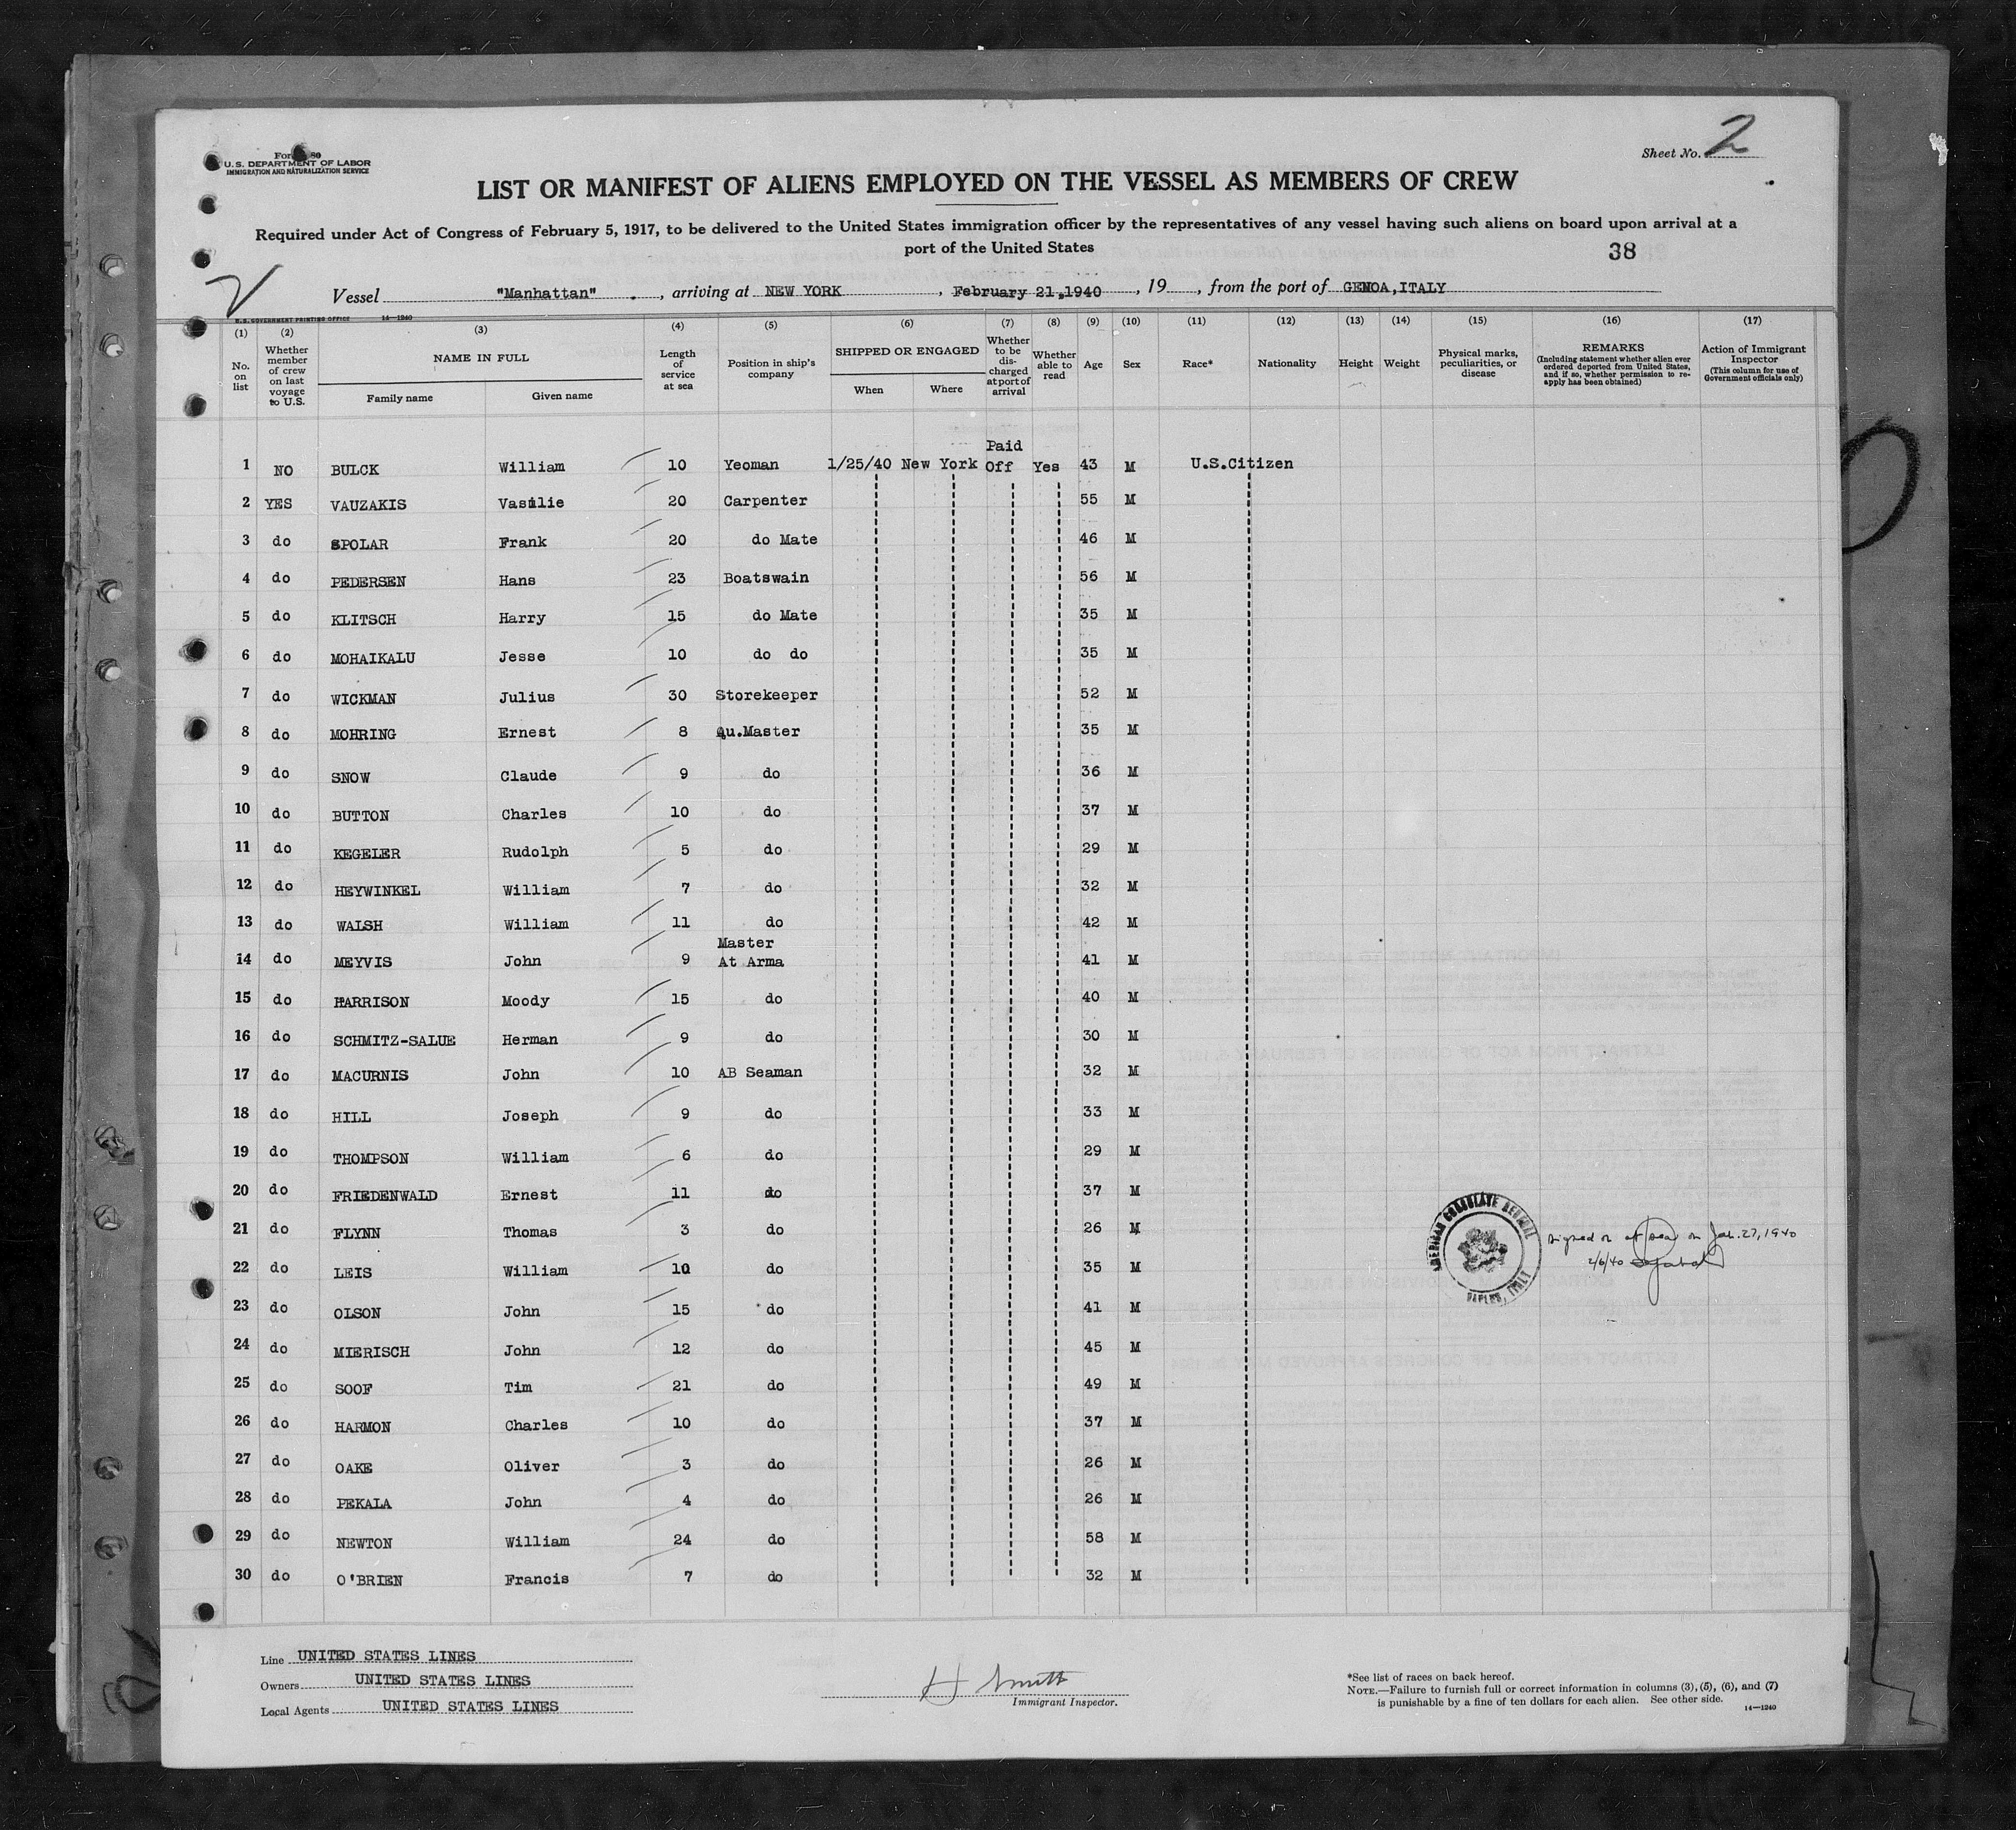 Form 80
U. S. DEPARTMENT OF LABOR
IMMIGRATION AND NATURALIZATION SERVICE
Sheet No. 2
LIST OR MANIFEST OF ALIENS EMPLOYED ON THE VESSEL AS MEMBERS OF CREW
Required under Act of Congress of February 5, 1917, to be delivered to the United States immigration officer by the representatives of any vessel having such aliens on board upon arrival at a
port of the United States
38
Vessel "Manhattan", arriving at NEW YORK, February 21,1940, 19 , from the port of GENOA,ITALY
U.S. GOVERNMENT PRINTING OFFICE 14—1240
(1) (2) (3) (4) (5) (6) (7) (8) (9) (10) (11) (12) (13) (14) (15) (16) (17)
No. on list
Whether member of crew on last voyage to U.S.
NAME IN FULL
Family name
Given name
Length of service at sea
Position in ship's company
SHIPPED OR ENGAGED
When
Where
Whether to be discharged at port of arrival
Whether able to read
Age
Sex
Race*
Nationality
Height
Weight
Physical marks, peculiarities, or disease
REMARKS
(Including statement whether alien ever ordered deported from United States, and if so, whether permission to reapply has been obtained)
Action of Immigrant Inspector
(This column for use of Government officials only)
1 NO BULCK William 10 Yeoman 1/25/40 New York Paid Off Yes 43 M U.S.Citizen
2 YES VAUZAKIS Vasilie 20 Carpenter 55 M
3 do SPOLAR Frank 20 do Mate 46 M
4 do PEDERSEN Hans 23 Boatswain 56 M
5 do KLITSCH Harry 15 do Mate 35 M
6 do MOHAIKALU Jesse 10 do do 35 M
7 do WICKMAN Julius 30 Storekeeper 52 M
8 do MOHRING Ernest 8 Qu.Master 35 M
9 do SNOW Claude 9 do 36 M
10 do BUTTON Charles 10 do 37 M
11 do KEGELER Rudolph 5 do 29 M
12 do HEYWINKEL William 7 do 32 M
13 do WALSH William 11 do 42 M
14 do MEYVIS John 9 Master At Arma 41 M
15 do HARRISON Moody 15 do 40 M
16 do SCHMITZ-SALUE Herman 9 do 30 M
17 do MACURNIS John 10 AB Seaman 32 M
18 do HILL Joseph 9 do 33 M
19 do THOMPSON William 6 do 29 M
20 do FRIEDENWALD Ernest 11 do 37 M
21 do FLYNN Thomas 3 do 26 M
AMERICAN CONSULATE GENERAL
NAPLES, ITALY
Signed on at sea on Jan. 27, 1940
2/6/40
22 do LEIS William 10 do 35 M
23 do OLSON John 15 do 41 M
24 do MIERISCH John 12 do 45 M
25 do SOOF Tim 21 do 49 M
26 do HARMON Charles 10 do 37 M
27 do OAKE Oliver 3 do 26 M
28 do PEKALA John 4 do 26 M
29 do NEWTON William 24 do 58 M
30 do O'BRIEN Francis 7 do 32 M
Line UNITED STATES LINES
Owners UNITED STATES LINES
Local Agents UNITED STATES LINES
H Smith
Immigrant Inspector.
*See list of races on back hereof.
NOTE.—Failure to furnish full or correct information in columns (3), (5), (6), and (7)
is punishable by a fine of ten dollars for each alien. See other side.
14—1240